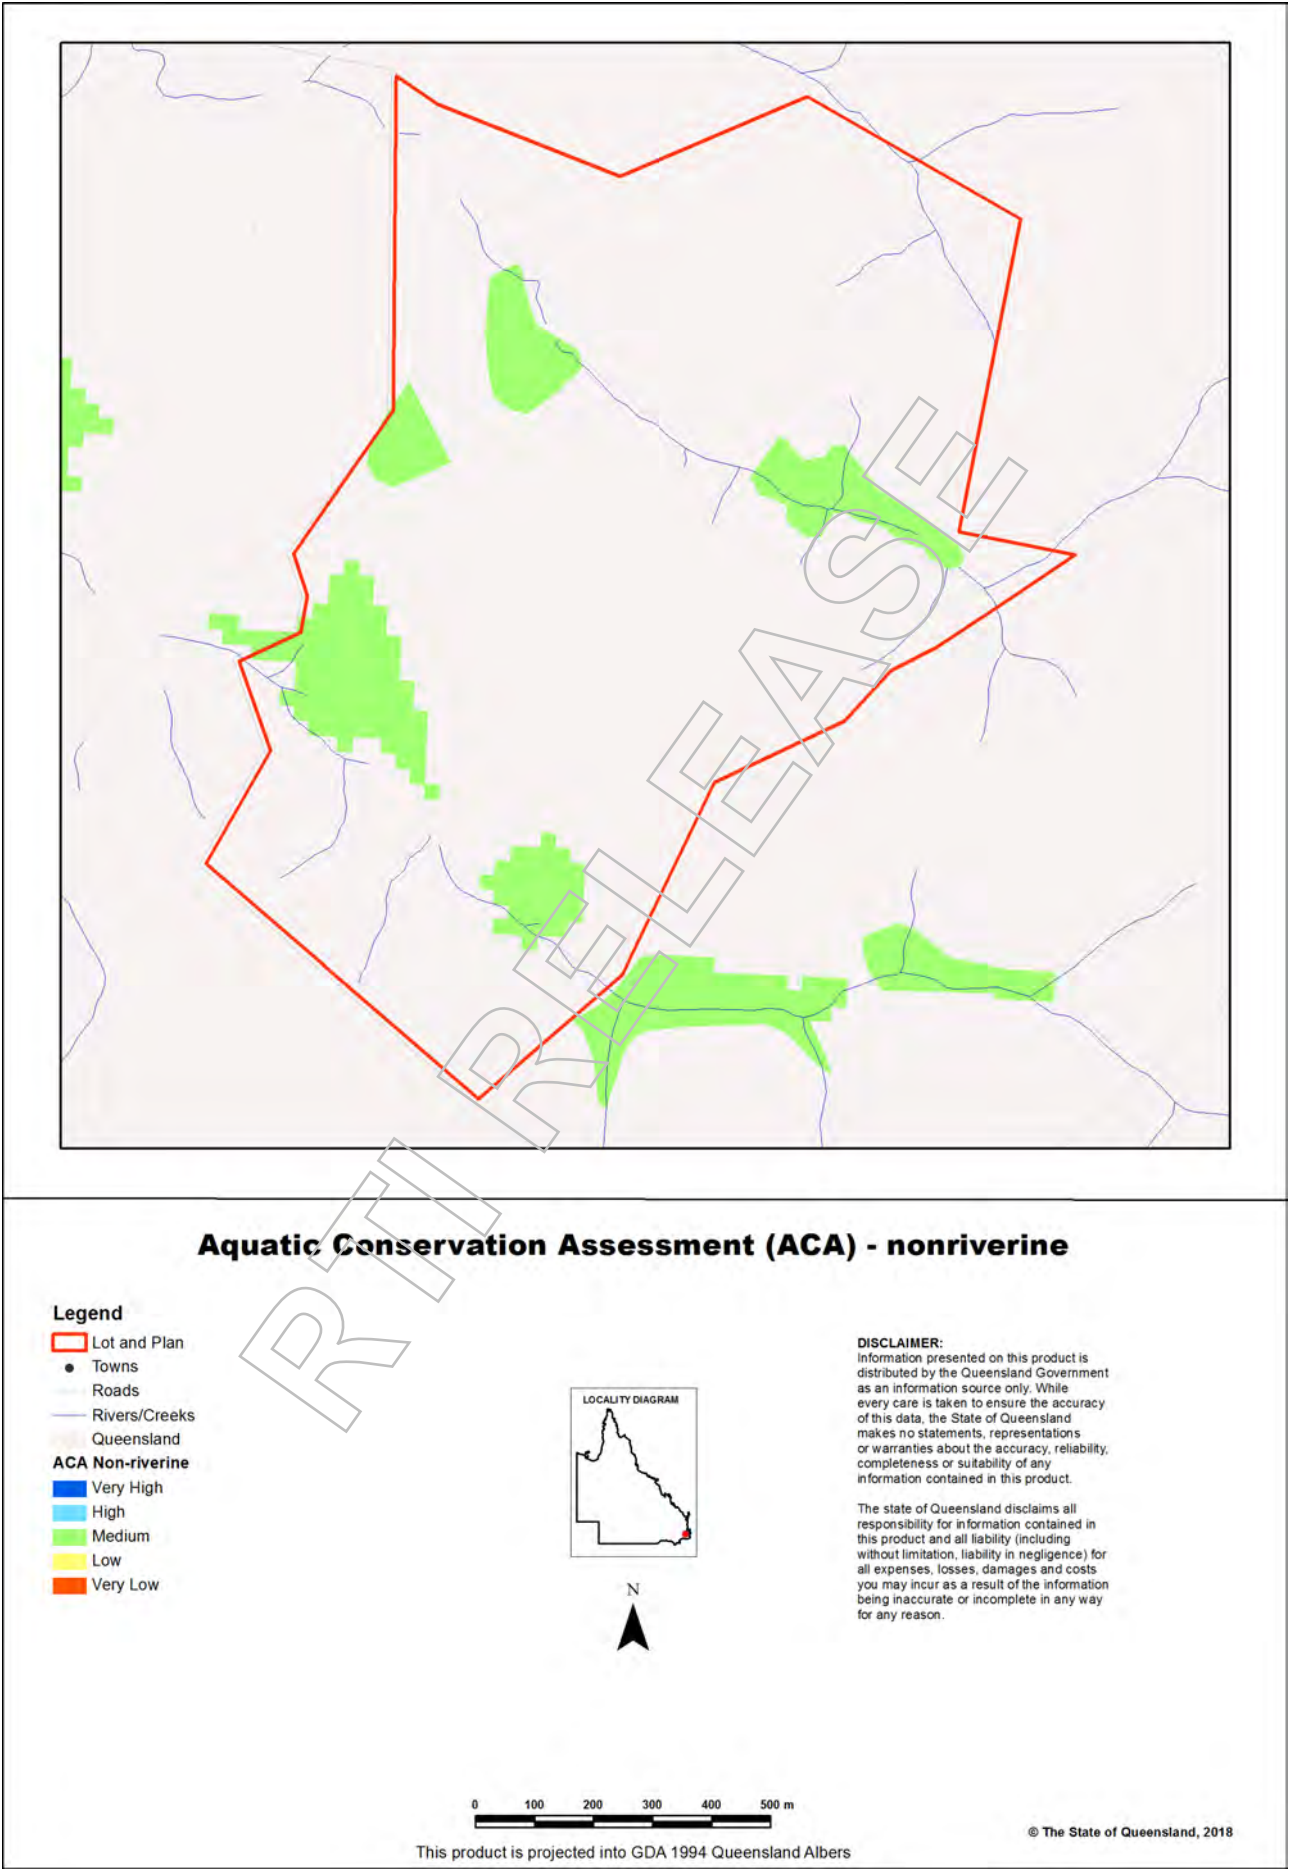 RTI RELEASE
Aquatic Conservation Assessment (ACA) - nonriverine
Legend
Lot and Plan
Towns
Roads
Rivers/Creeks
Queensland
ACA Non-riverine
Very High
High
Medium
Low
Very Low
LOCALITY DIAGRAM
N
DISCLAIMER:
Information presented on this product is
distributed by the Queensland Government
as an information source only. While
every care is taken to ensure the accuracy
of this data, the State of Queensland
makes no statements, representations
or warranties about the accuracy, reliability,
completeness or suitability of any
information contained in this product.
The state of Queensland disclaims all
responsibility for information contained in
this product and all liability (including
without limitation, liability in negligence) for
all expenses, losses, damages and costs
you may incur as a result of the information
being inaccurate or incomplete in any way
for any reason.
0 100 200 300 400 500 m
This product is projected into GDA 1994 Queensland Albers
© The State of Queensland, 2018